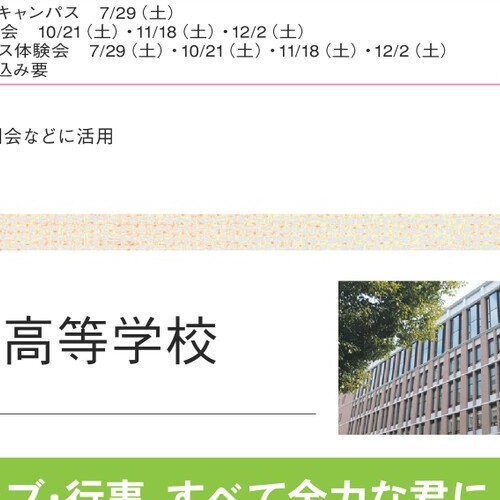 キャンパス　7/29（土）
会　10/21（土）・11/18（土）・12/2（土）
ス体験会　7/29（土）・10/21（土）・11/18（土）・12/2（土）
込み要
会などに活用
高等学校
ブ・行事、すべて全力な君に